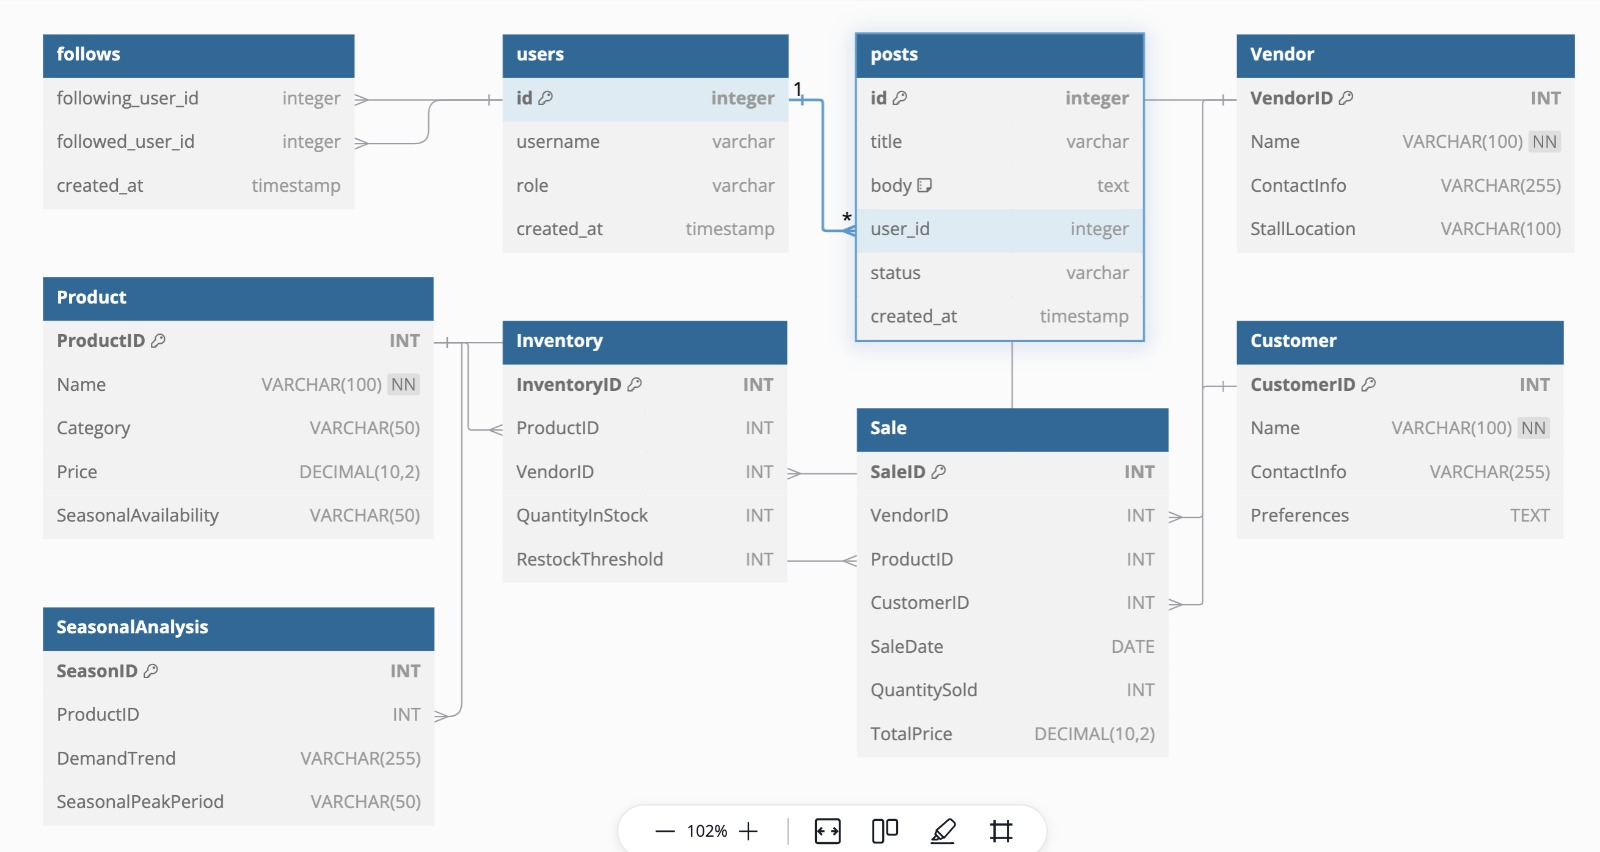 follows
following_user_id integer
followed_user_id integer
created_at timestamp
users
id integer
username varchar
role varchar
created_at timestamp
1
*
posts
id integer
title varchar
body text
user_id integer
status varchar
created_at timestamp
Vendor
VendorID INT
Name VARCHAR(100) NN
ContactInfo VARCHAR(255)
StallLocation VARCHAR(100)
Product
ProductID INT
Name VARCHAR(100) NN
Category VARCHAR(50)
Price DECIMAL(10,2)
SeasonalAvailability VARCHAR(50)
Inventory
InventoryID INT
ProductID INT
VendorID INT
QuantityInStock INT
RestockThreshold INT
Sale
SaleID INT
VendorID INT
ProductID INT
CustomerID INT
SaleDate DATE
QuantitySold INT
TotalPrice DECIMAL(10,2)
Customer
CustomerID INT
Name VARCHAR(100) NN
ContactInfo VARCHAR(255)
Preferences TEXT
SeasonalAnalysis
SeasonID INT
ProductID INT
DemandTrend VARCHAR(255)
SeasonalPeakPeriod VARCHAR(50)
102%